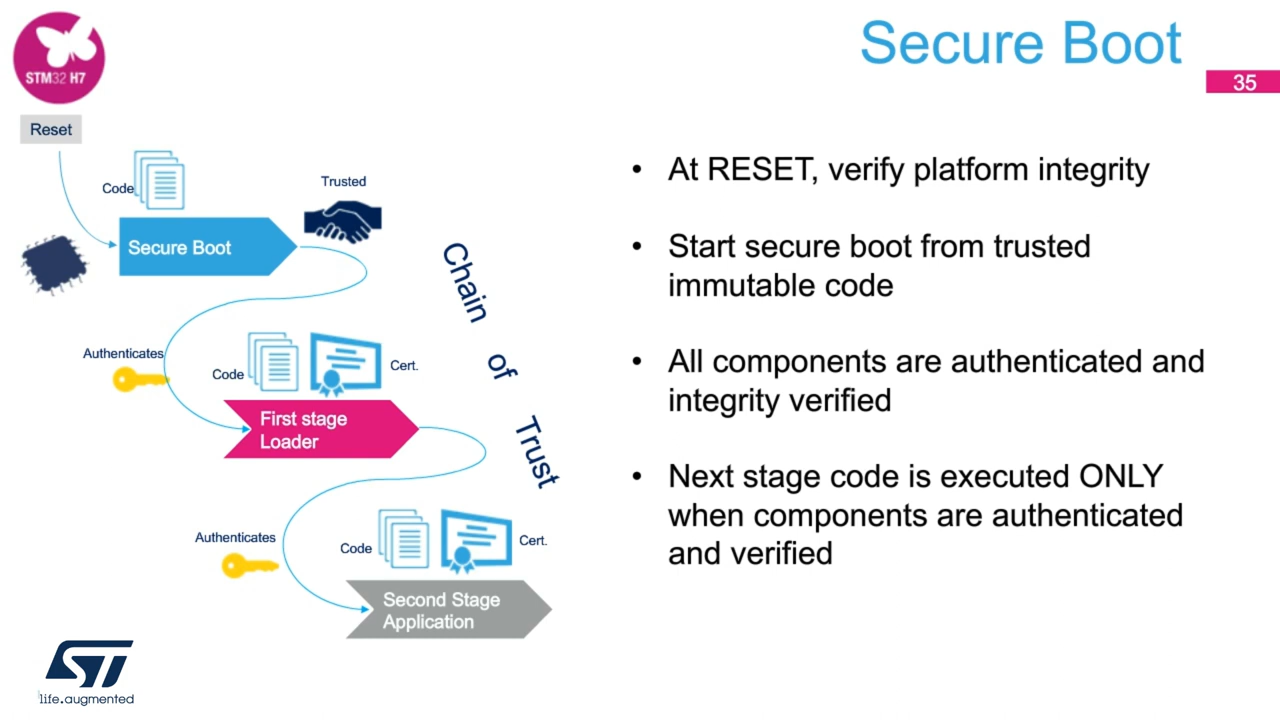 STM32 H7
Secure Boot
35
Reset
Code
Trusted
Secure Boot
Authenticates
Code
Cert.
First stage
Loader
Chain of Trust
Authenticates
Code
Cert.
Second Stage
Application
• At RESET, verify platform integrity
• Start secure boot from trusted
immutable code
• All components are authenticated and
integrity verified
• Next stage code is executed ONLY
when components are authenticated
and verified
ST
life.augmented